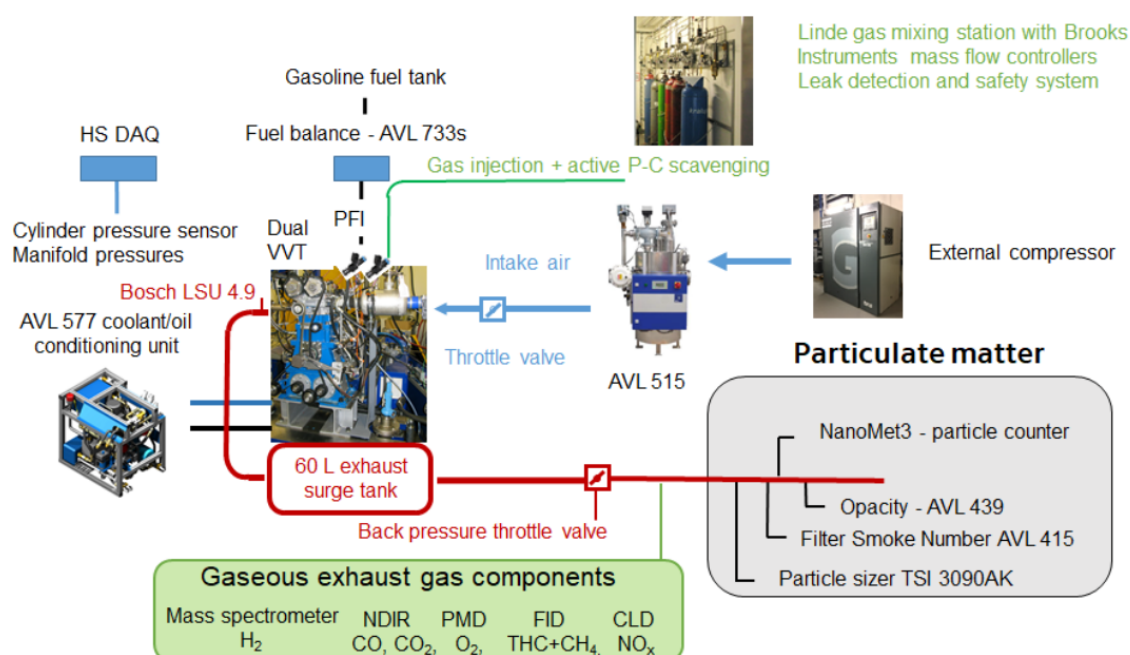 Linde gas mixing station with Brooks
Instruments mass flow controllers
Leak detection and safety system
Gasoline fuel tank
HS DAQ
Fuel balance - AVL 733s
Gas injection + active P-C scavenging
Cylinder pressure sensor
Manifold pressures
Dual
VVT
PFI
Intake air
External compressor
Bosch LSU 4.9
AVL 577 coolant/oil
conditioning unit
Throttle valve
AVL 515
G
Particulate matter
NanoMet3 - particle counter
60 L exhaust
surge tank
Opacity - AVL 439
Back pressure throttle valve
Filter Smoke Number AVL 415
Particle sizer TSI 3090AK
Gaseous exhaust gas components
Mass spectrometer
H₂
NDIR
CO, CO₂,
PMD
O₂,
FID
THC+CH₄,
CLD
NOₓ